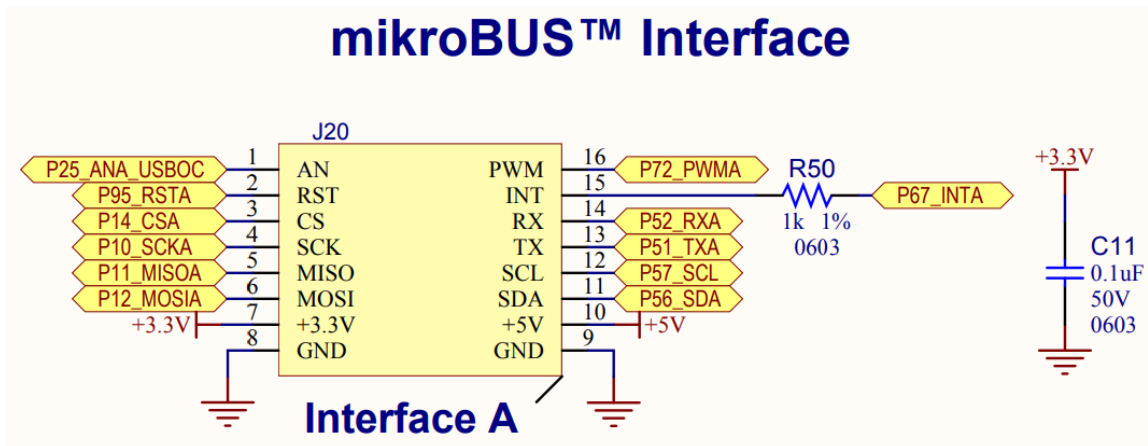 mikroBUS™ Interface
J20
P25_ANA_USBOC 1 AN PWM 16 P72_PWMA
P95_RSTA 2 RST INT 15 R50 1k 1% 0603 P67_INTA
P14_CSA 3 CS RX 14 P52_RXA
P10_SCKA 4 SCK TX 13 P51_TXA
P11_MISOA 5 MISO SCL 12 P57_SCL
P12_MOSIA 6 MOSI SDA 11 P56_SDA
+3.3V 7 +3.3V +5V 10 +5V
8 GND GND 9
Interface A
+3.3V
C11
0.1uF
50V
0603